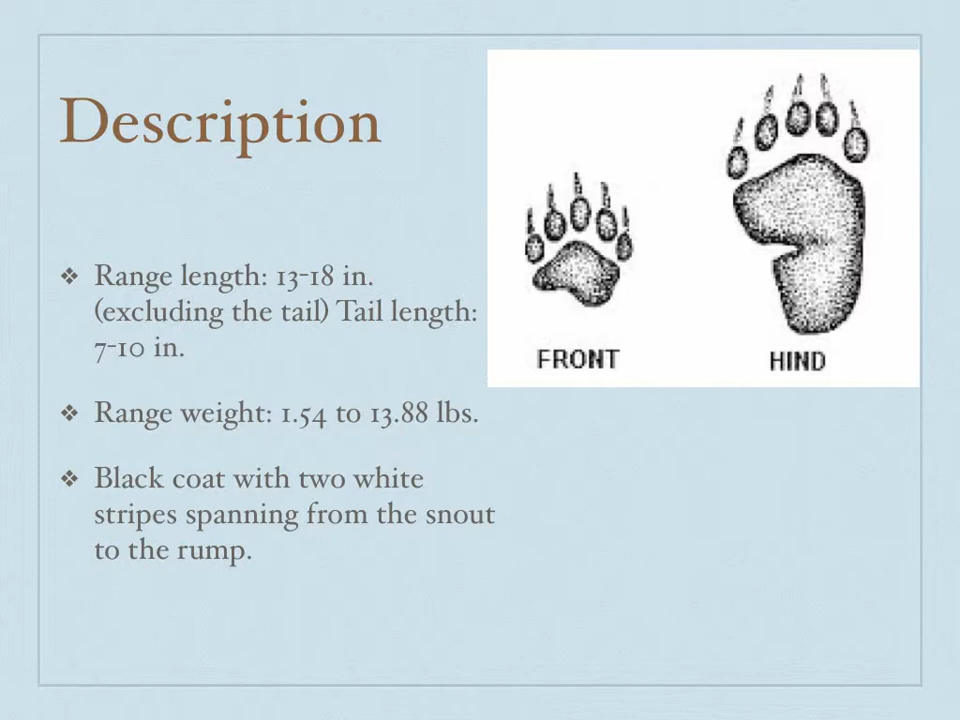 Description
❖ Range length: 13-18 in.
(excluding the tail) Tail length:
7-10 in.
❖ Range weight: 1.54 to 13.88 lbs.
❖ Black coat with two white
stripes spanning from the snout
to the rump.
FRONT
HIND